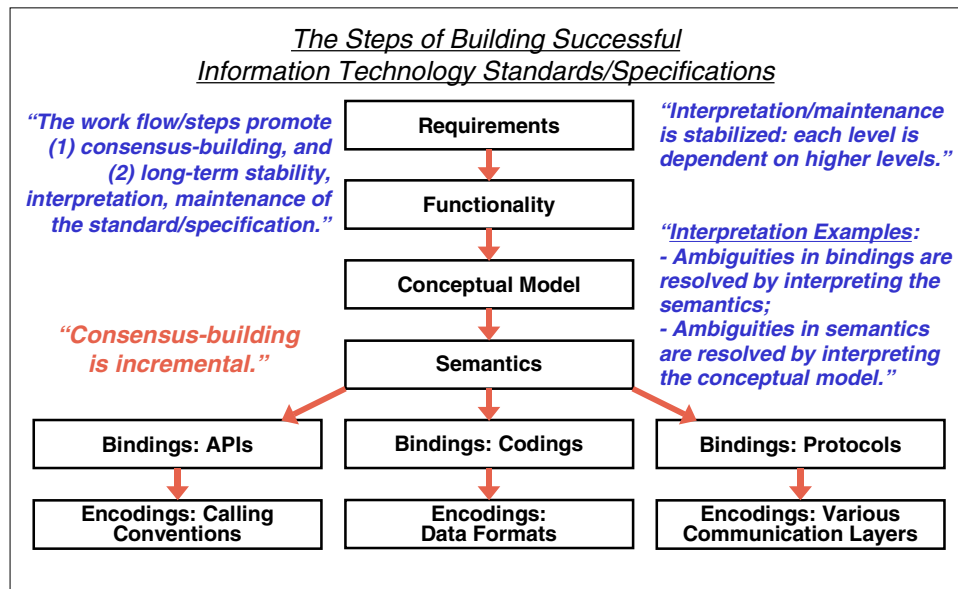 The Steps of Building Successful
Information Technology Standards/Specifications
“The work flow/steps promote
(1) consensus-building, and
(2) long-term stability,
interpretation, maintenance of
the standard/specification.”
Requirements
“Interpretation/maintenance
is stabilized: each level is
dependent on higher levels.”
Functionality
“Interpretation Examples:
- Ambiguities in bindings are
resolved by interpreting the
semantics;
- Ambiguities in semantics
are resolved by interpreting
the conceptual model.”
Conceptual Model
“Consensus-building
is incremental.”
Semantics
Bindings: APIs
Bindings: Codings
Bindings: Protocols
Encodings: Calling
Conventions
Encodings:
Data Formats
Encodings: Various
Communication Layers